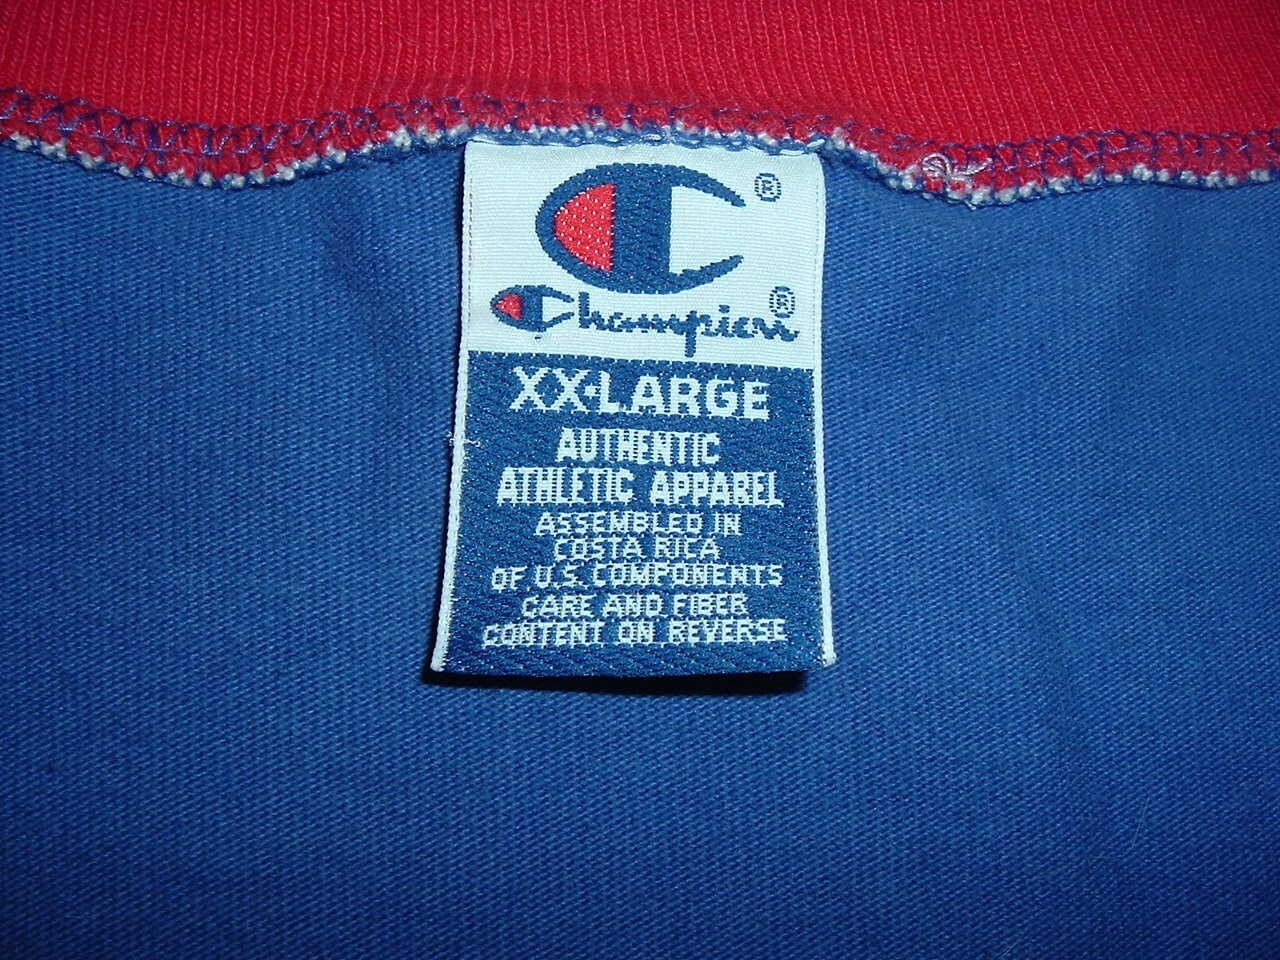 ®
Champion®
XX-LARGE
AUTHENTIC
ATHLETIC APPAREL
ASSEMBLED IN
COSTA RICA
OF U.S. COMPONENTS
CARE AND FIBER
CONTENT ON REVERSE